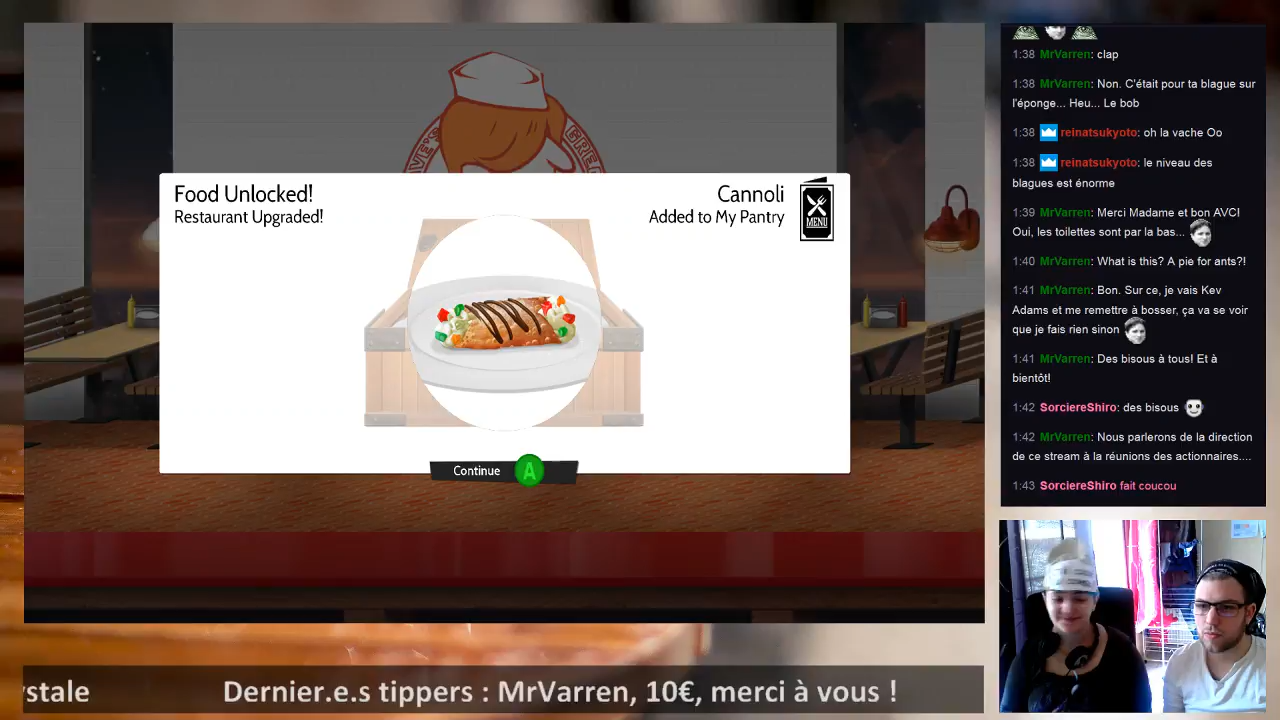 VE'S
CRE
Food Unlocked!
Restaurant Upgraded!
Cannoli
Added to My Pantry
MENU
Continue
A
1:38 MrVarren: clap
1:38 MrVarren: Non. C'était pour ta blague sur
l'éponge... Heu... Le bob
1:38 reinatsukyoto: oh la vache Oo
1:38 reinatsukyoto: le niveau des
blagues est énorme
1:39 MrVarren: Merci Madame et bon AVC!
Oui, les toilettes sont par la bas...
1:40 MrVarren: What is this? A pie for ants?!
1:41 MrVarren: Bon. Sur ce, je vais Kev
Adams et me remettre à bosser, ça va se voir
que je fais rien sinon
1:41 MrVarren: Des bisous à tous! Et à
bientôt!
1:42 SorciereShiro: des bisous
1:42 MrVarren: Nous parlerons de la direction
de ce stream à la réunions des actionnaires....
1:43 SorciereShiro fait coucou
ystale Dernier.e.s tippers : MrVarren, 10€, merci à vous !